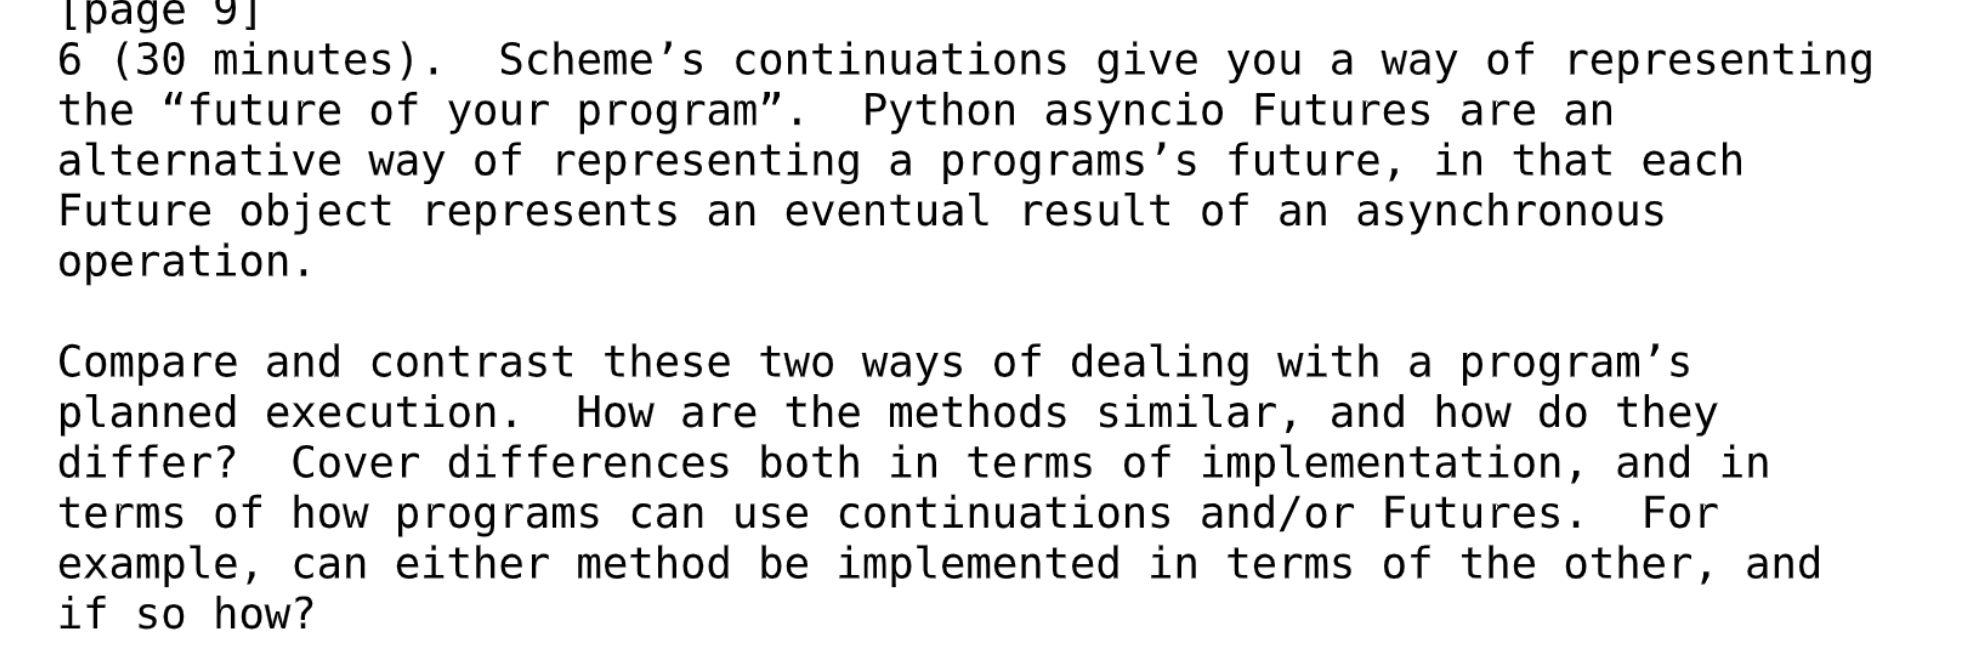 [page 9]
6 (30 minutes).  Scheme’s continuations give you a way of representing
the “future of your program”.  Python asyncio Futures are an
alternative way of representing a programs’s future, in that each
Future object represents an eventual result of an asynchronous
operation.

Compare and contrast these two ways of dealing with a program’s
planned execution.  How are the methods similar, and how do they
differ?  Cover differences both in terms of implementation, and in
terms of how programs can use continuations and/or Futures.  For
example, can either method be implemented in terms of the other, and
if so how?